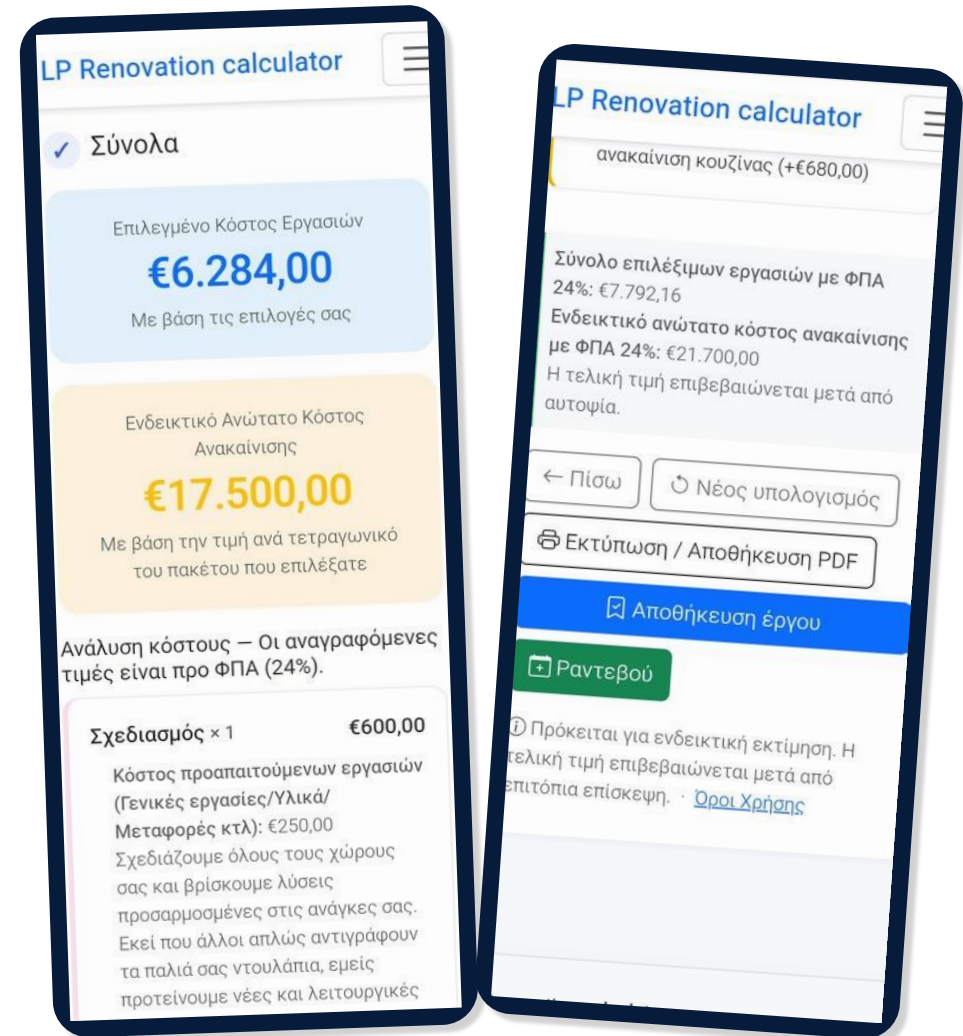 LP Renovation calculator
✓ Σύνολα
Επιλεγμένο Κόστος Εργασιών
€6.284,00
Με βάση τις επιλογές σας
Ενδεικτικό Ανώτατο Κόστος
Ανακαίνισης
€17.500,00
Με βάση την τιμή ανά τετραγωνικό
του πακέτου που επιλέξατε
Ανάλυση κόστους — Οι αναγραφόμενες
τιμές είναι προ ΦΠΑ (24%).
Σχεδιασμός × 1 €600,00
Κόστος προαπαιτούμενων εργασιών
(Γενικές εργασίες/Υλικά/
Μεταφορές κτλ): €250,00
Σχεδιάζουμε όλους τους χώρους
σας και βρίσκουμε λύσεις
προσαρμοσμένες στις ανάγκες σας.
Εκεί που άλλοι απλώς αντιγράφουν
τα παλιά σας ντουλάπια, εμείς
προτείνουμε νέες και λειτουργικές
LP Renovation calculator
ανακαίνιση κουζίνας (+€680,00)
Σύνολο επιλέξιμων εργασιών με ΦΠΑ
24%: €7.792,16
Ενδεικτικό ανώτατο κόστος ανακαίνισης
με ΦΠΑ 24%: €21.700,00
Η τελική τιμή επιβεβαιώνεται μετά από
αυτοψία.
← Πίσω
Νέος υπολογισμός
Εκτύπωση / Αποθήκευση PDF
Αποθήκευση έργου
Ραντεβού
Πρόκειται για ενδεικτική εκτίμηση. Η
τελική τιμή επιβεβαιώνεται μετά από
επιτόπια επίσκεψη. · Όροι Χρήσης